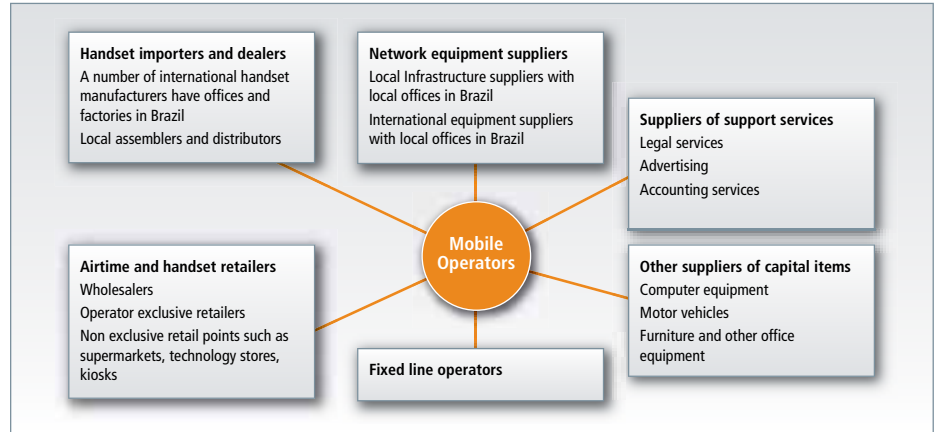 Handset importers and dealers
A number of international handset
manufacturers have offices and
factories in Brazil
Local assemblers and distributors
Network equipment suppliers
Local Infrastructure suppliers with
local offices in Brazil
International equipment suppliers
with local offices in Brazil
Suppliers of support services
Legal services
Advertising
Accounting services
Mobile
Operators
Airtime and handset retailers
Wholesalers
Operator exclusive retailers
Non exclusive retail points such as
supermarkets, technology stores,
kiosks
Fixed line operators
Other suppliers of capital items
Computer equipment
Motor vehicles
Furniture and other office
equipment